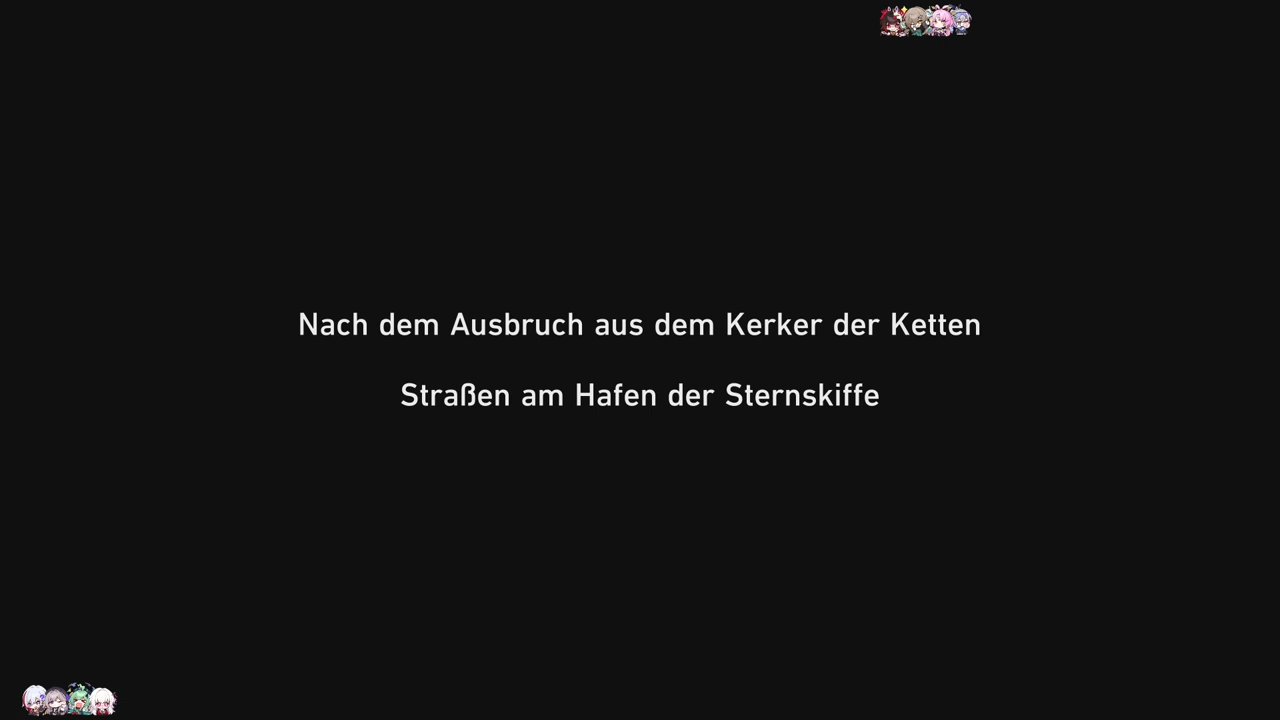 Nach dem Ausbruch aus dem Kerker der Ketten
Straßen am Hafen der Sternskiffe